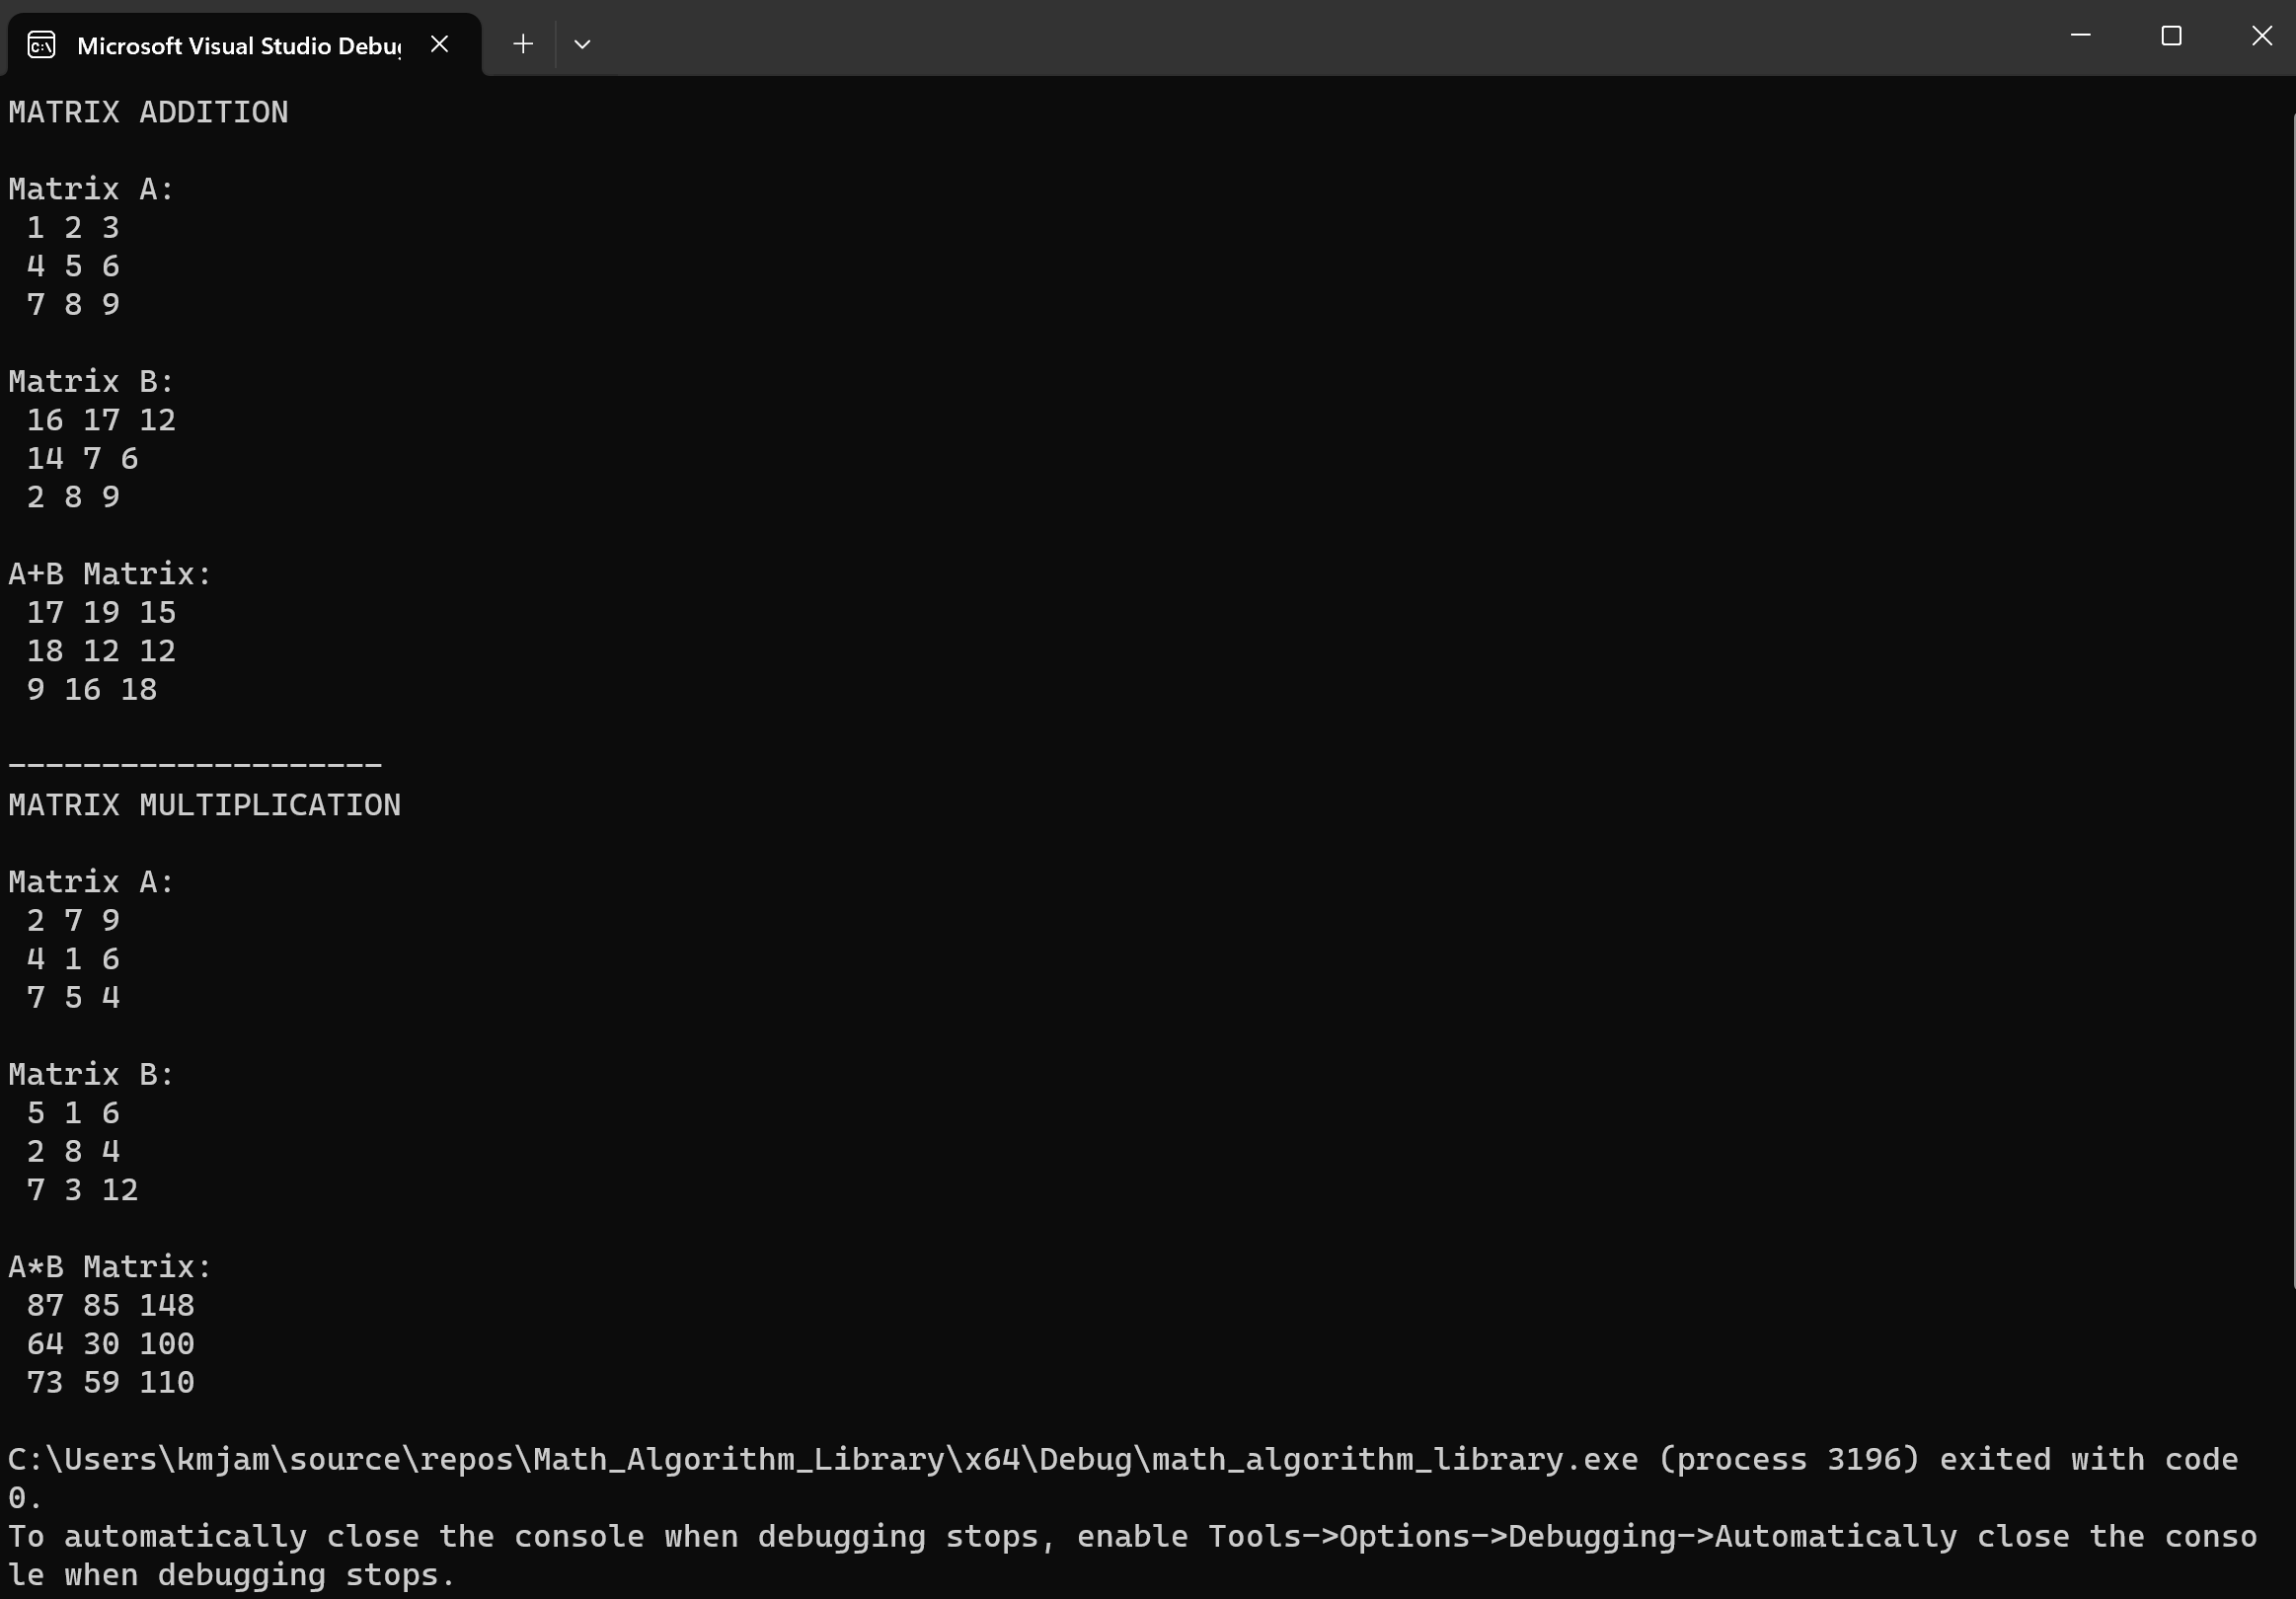 Microsoft Visual Studio Debug
MATRIX ADDITION
Matrix A:
1 2 3
4 5 6
7 8 9
Matrix B:
16 17 12
14 7 6
2 8 9
A+B Matrix:
17 19 15
18 12 12
9 16 18
--------------------
MATRIX MULTIPLICATION
Matrix A:
2 7 9
4 1 6
7 5 4
Matrix B:
5 1 6
2 8 4
7 3 12
A*B Matrix:
87 85 148
64 30 100
73 59 110
C:\Users\kmjam\source\repos\Math_Algorithm_Library\x64\Debug\math_algorithm_library.exe (process 3196) exited with code
0.
To automatically close the console when debugging stops, enable Tools->Options->Debugging->Automatically close the conso
le when debugging stops.